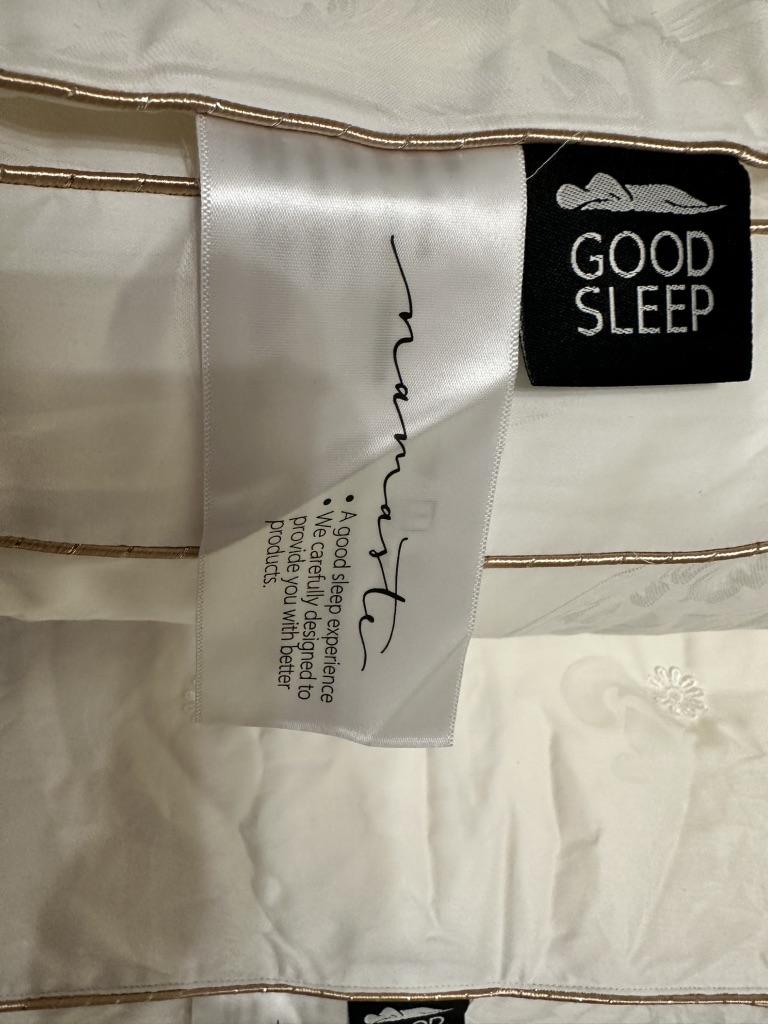 GOOD
SLEEP
namaste
• A good sleep experience
• We carefully designed to
provide you with better
products.